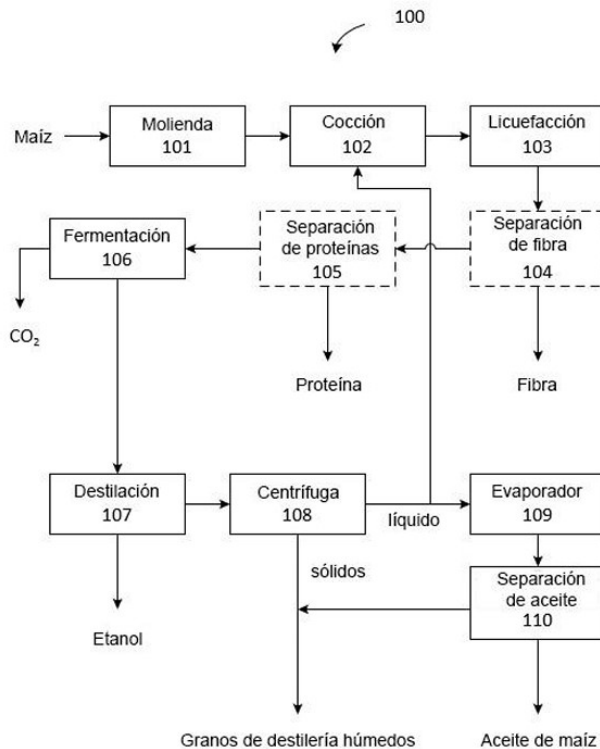 100
Maíz
Molienda
101
Cocción
102
Licuefacción
103
Fermentación
106
Separación
de proteínas
105
Separación
de fibra
104
CO₂
Proteína
Fibra
Destilación
107
Centrífuga
108
líquido
Evaporador
109
sólidos
Separación
de aceite
110
Etanol
Granos de destilería húmedos
Aceite de maíz